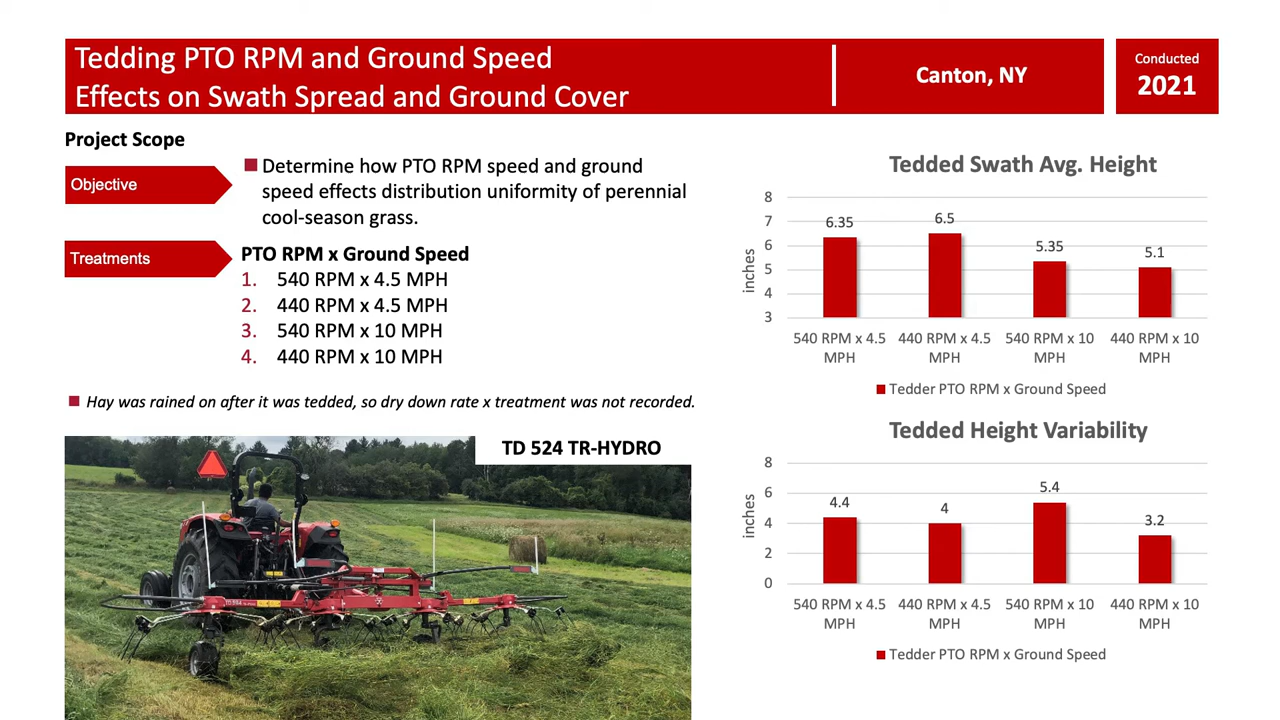 Tedding PTO RPM and Ground Speed
Effects on Swath Spread and Ground Cover
Canton, NY
Conducted
2021
Project Scope
Objective
Determine how PTO RPM speed and ground
speed effects distribution uniformity of perennial
cool-season grass.
Treatments
PTO RPM x Ground Speed
1. 540 RPM x 4.5 MPH
2. 440 RPM x 4.5 MPH
3. 540 RPM x 10 MPH
4. 440 RPM x 10 MPH
Hay was rained on after it was tedded, so dry down rate x treatment was not recorded.
TD 524 TR-HYDRO
Tedded Swath Avg. Height
inches
8
7
6
5
4
3
6.35
6.5
5.35
5.1
540 RPM x 4.5 MPH
440 RPM x 4.5 MPH
540 RPM x 10 MPH
440 RPM x 10 MPH
Tedder PTO RPM x Ground Speed
Tedded Height Variability
inches
8
6
4
2
0
4.4
4
5.4
3.2
540 RPM x 4.5 MPH
440 RPM x 4.5 MPH
540 RPM x 10 MPH
440 RPM x 10 MPH
Tedder PTO RPM x Ground Speed